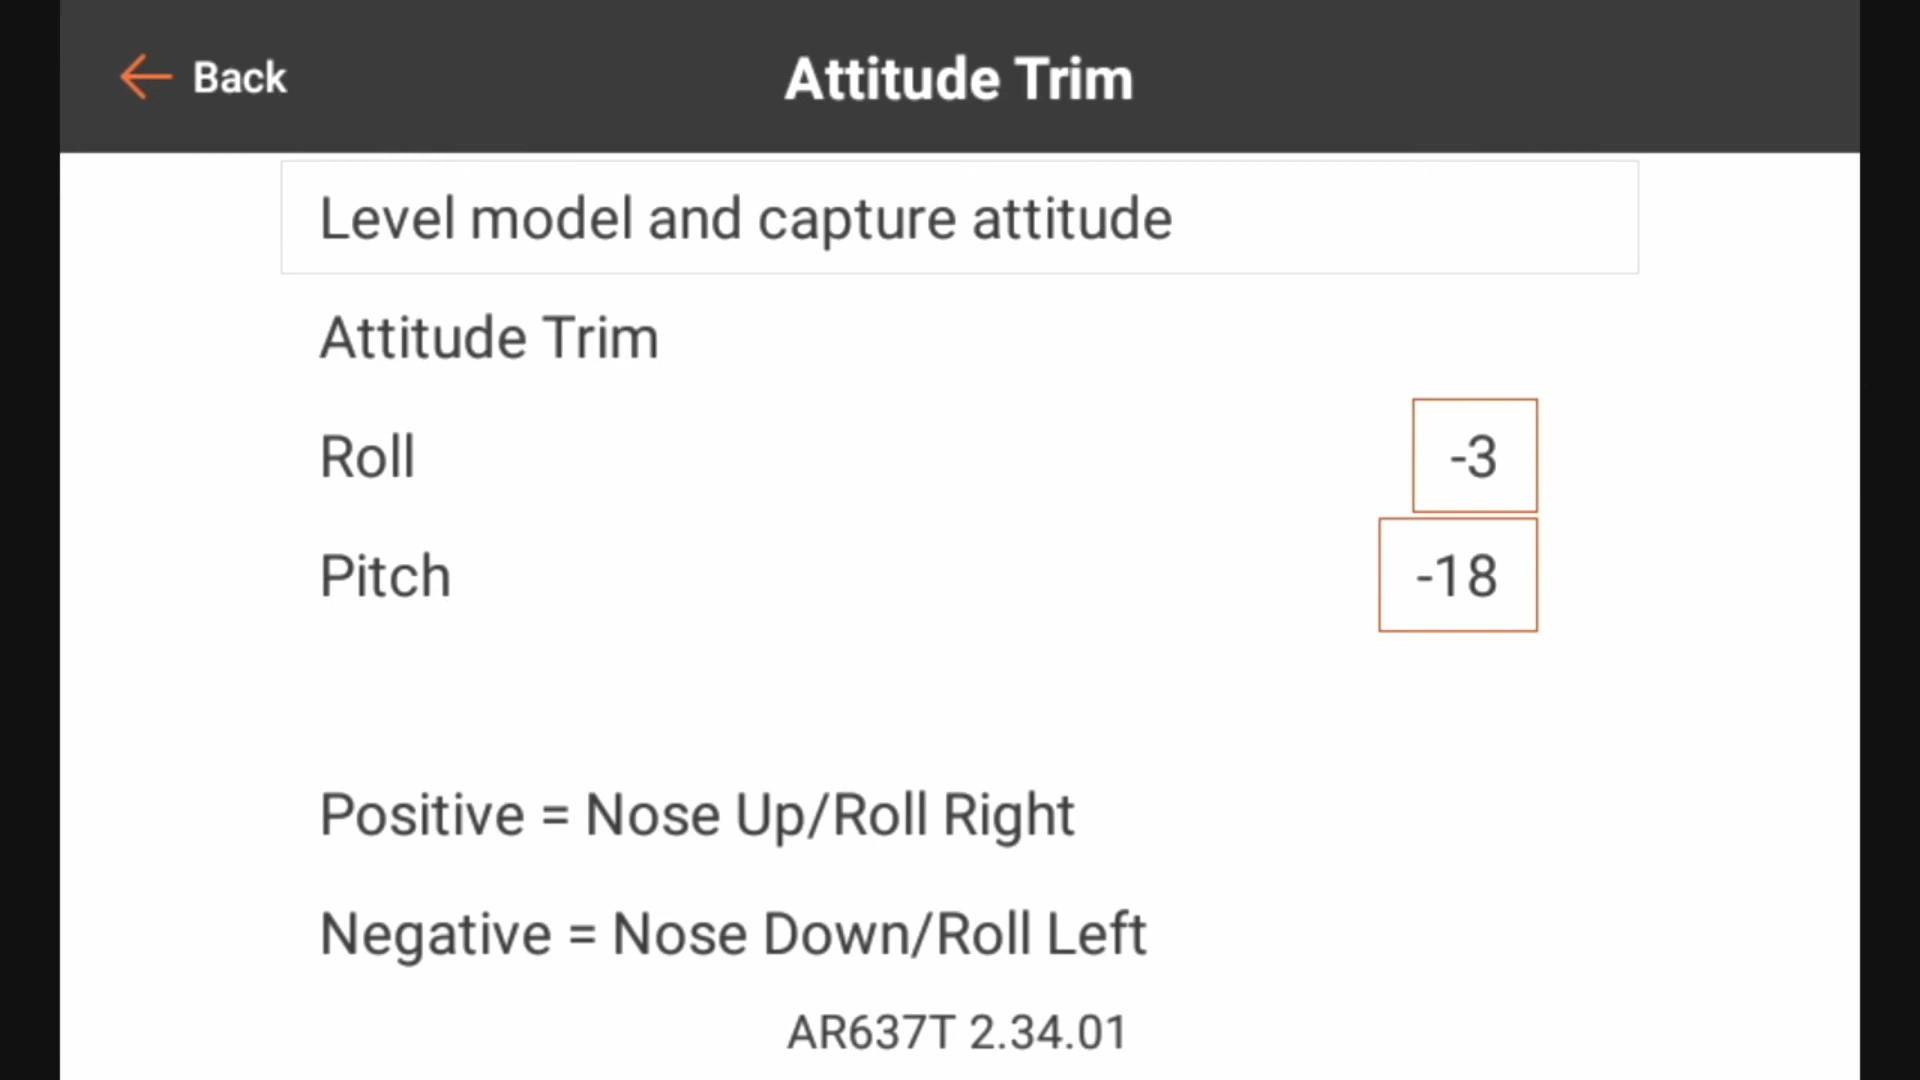 Back
Attitude Trim
Level model and capture attitude
Attitude Trim
Roll -3
Pitch -18
Positive = Nose Up/Roll Right
Negative = Nose Down/Roll Left
AR637T 2.34.01